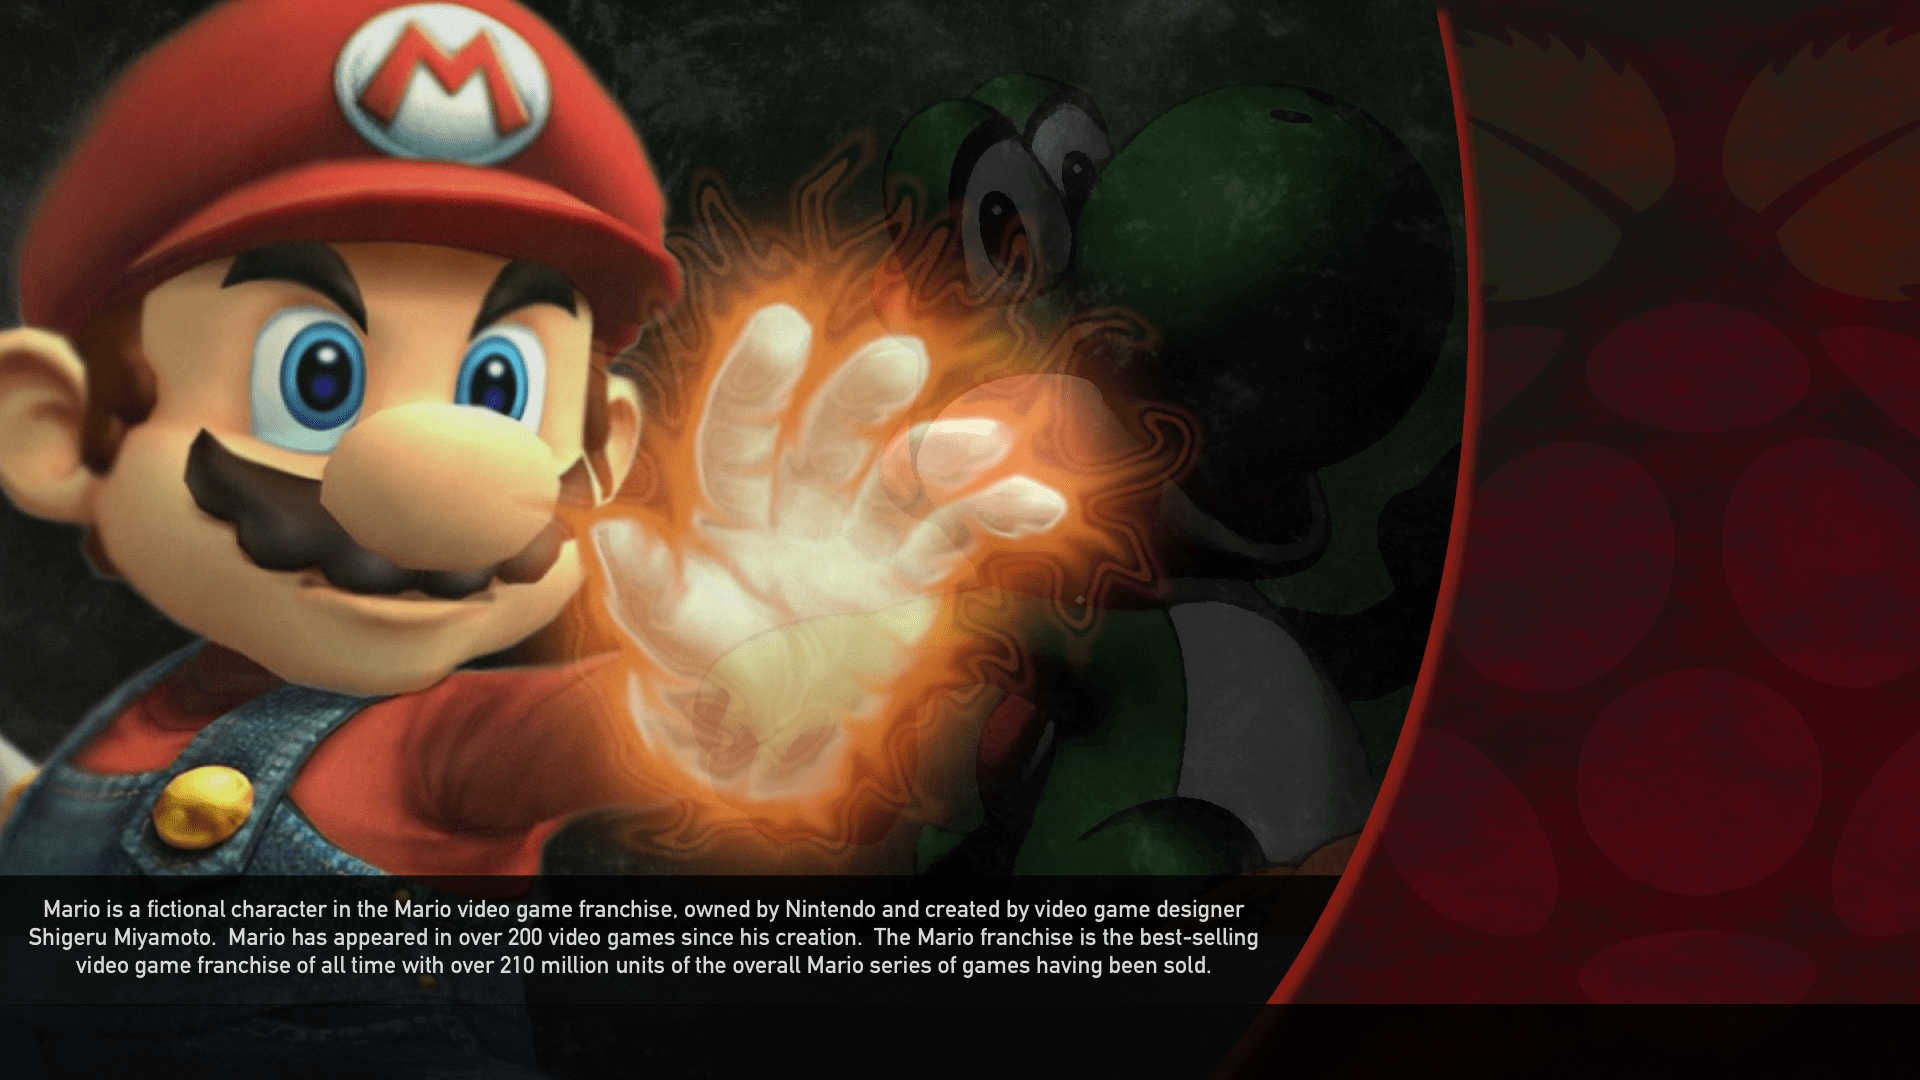 M
Mario is a fictional character in the Mario video game franchise, owned by Nintendo and created by video game designer
Shigeru Miyamoto.  Mario has appeared in over 200 video games since his creation.  The Mario franchise is the best-selling
video game franchise of all time with over 210 million units of the overall Mario series of games having been sold.